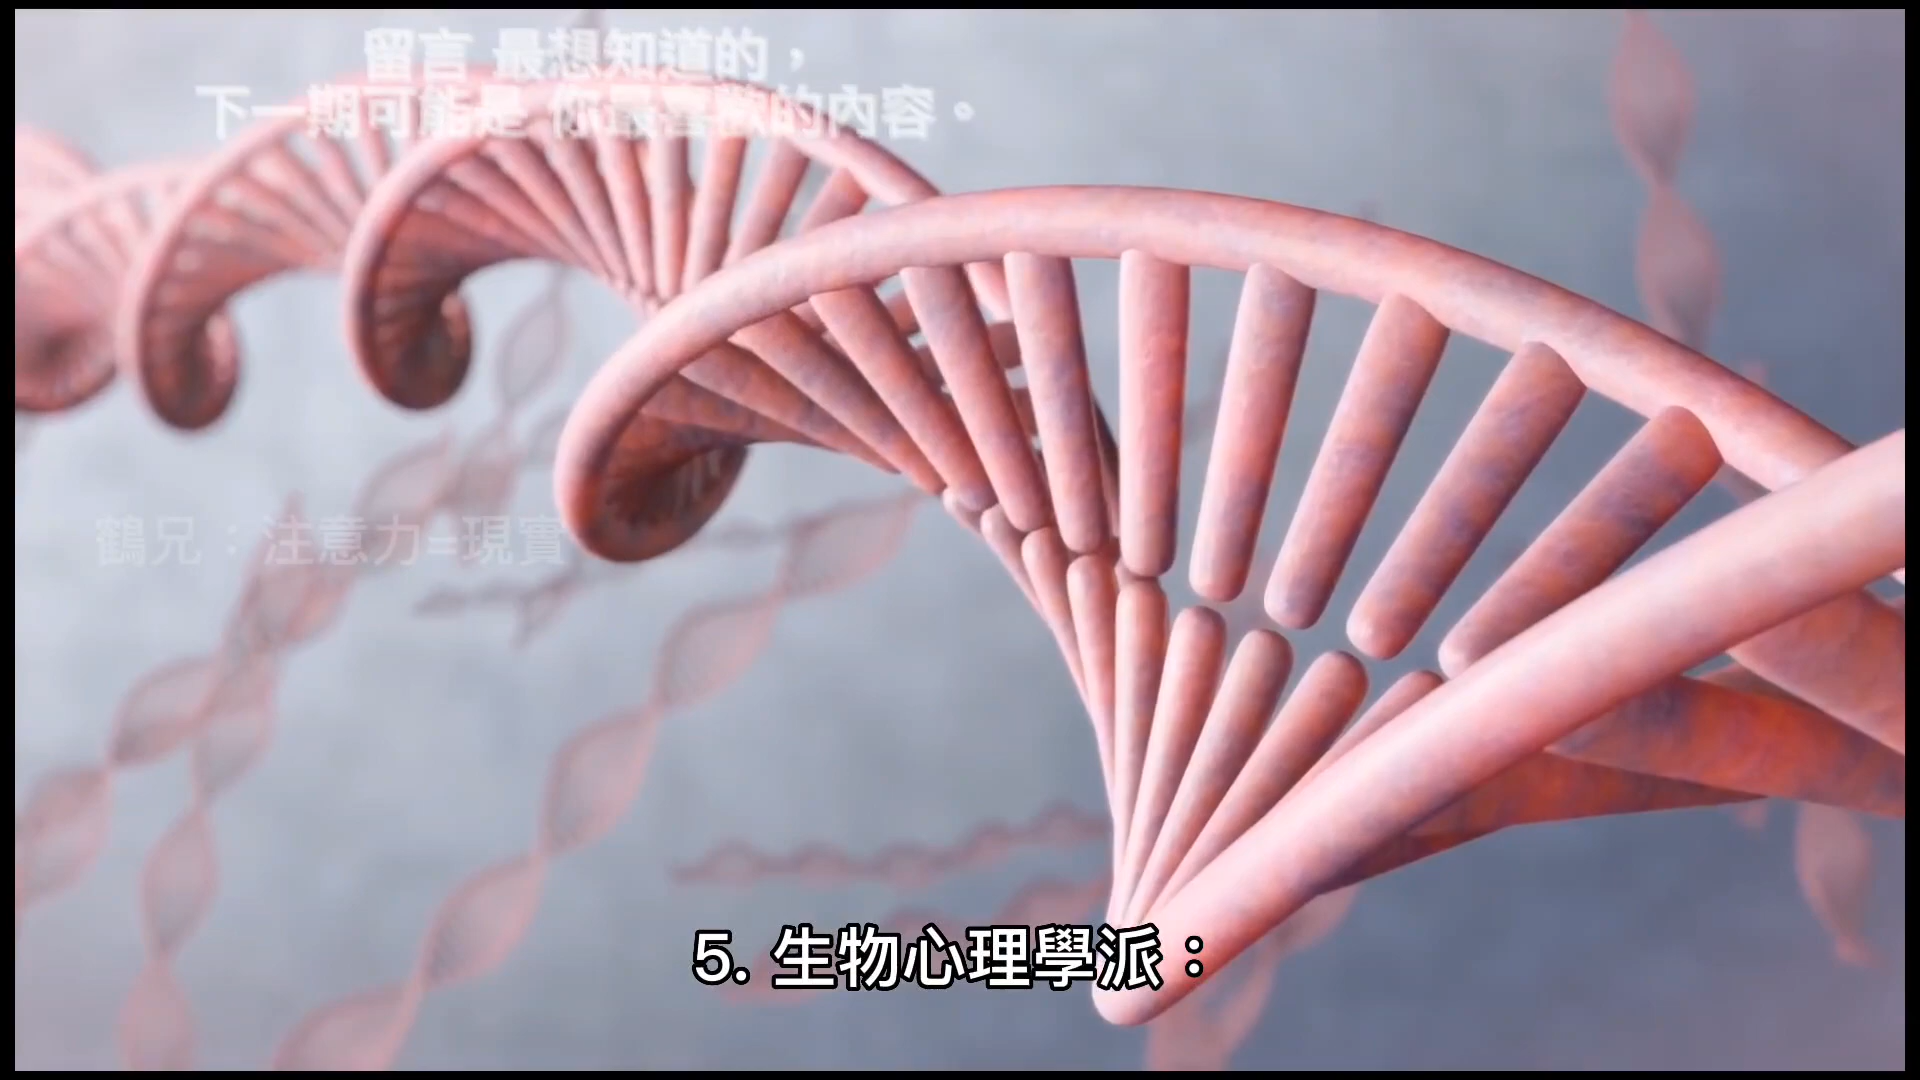 留言 最想知道的，
下一期可能是 你最喜歡的內容。
鶴兄：注意力=現實
5. 生物心理學派：